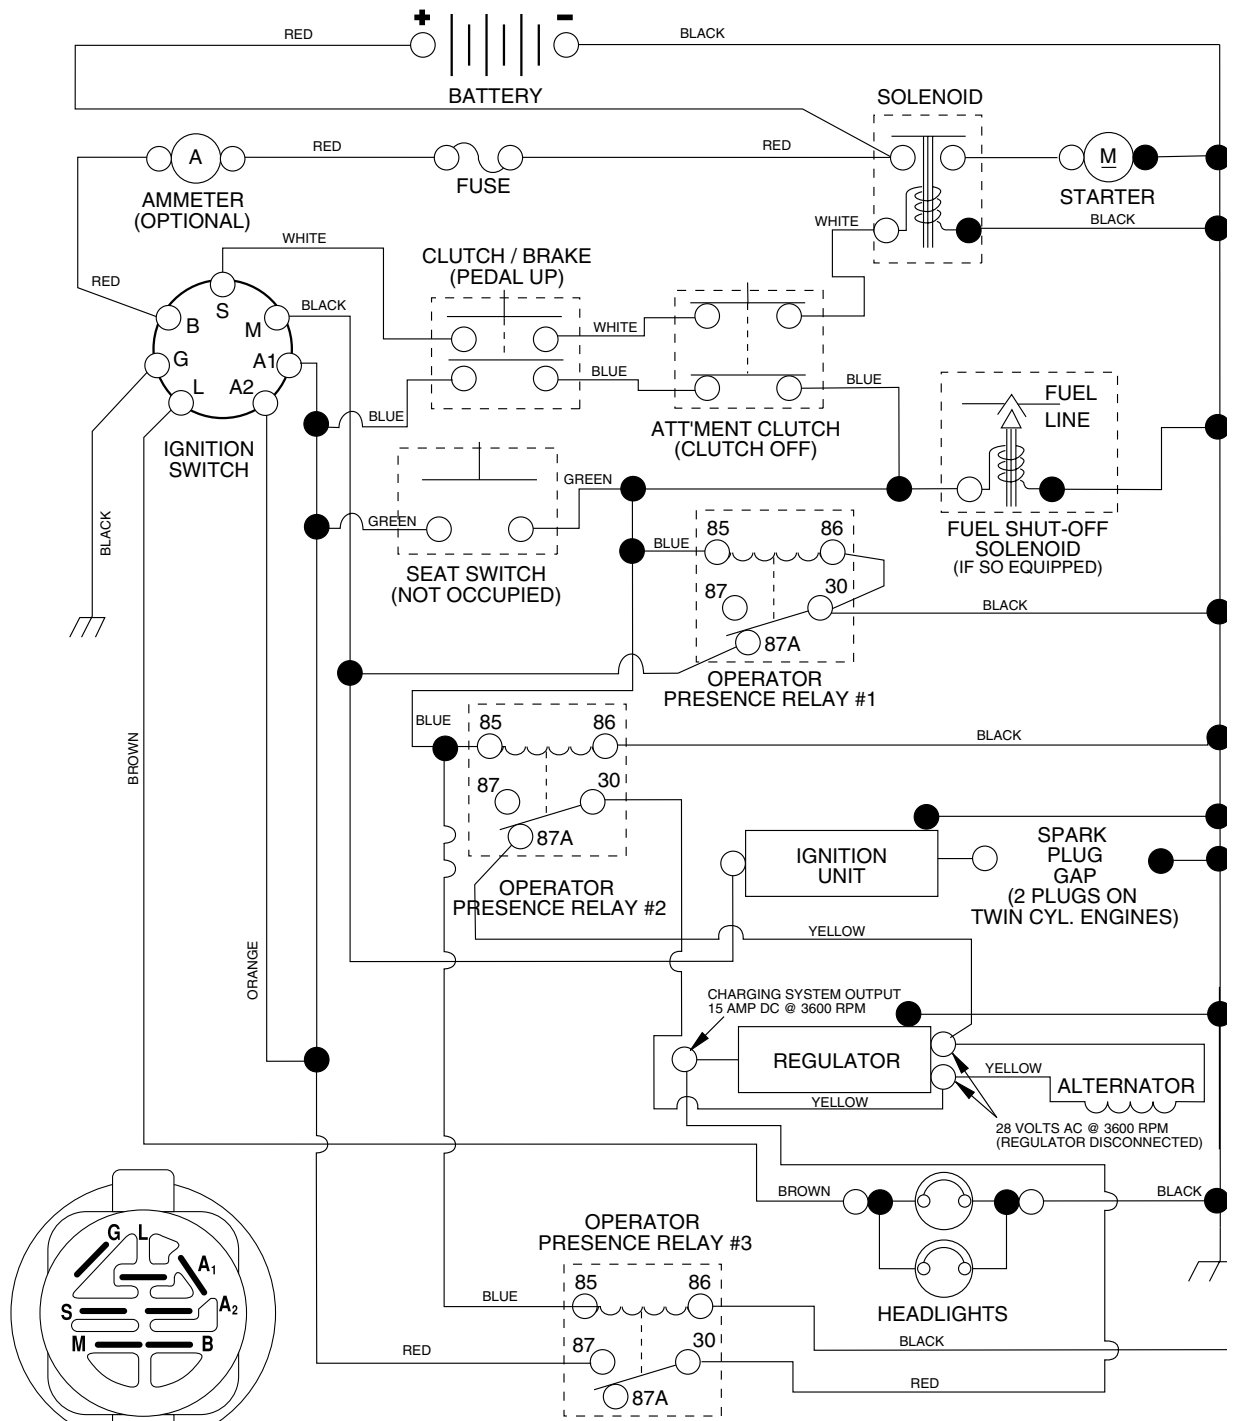 +
-
RED
BLACK
BATTERY
SOLENOID
A
RED
RED
M
AMMETER
(OPTIONAL)
FUSE
STARTER
WHITE
BLACK
WHITE
CLUTCH / BRAKE
(PEDAL UP)
RED
S
B
M
BLACK
G
A1
L
A2
WHITE
BLUE
BLUE
BLUE
IGNITION
SWITCH
ATT'MENT CLUTCH
(CLUTCH OFF)
FUEL
LINE
GREEN
GREEN
BLACK
SEAT SWITCH
(NOT OCCUPIED)
BLUE
85
86
87
30
87A
FUEL SHUT-OFF
SOLENOID
(IF SO EQUIPPED)
BLACK
OPERATOR
PRESENCE RELAY #1
BLUE
85
86
BLACK
87
30
87A
BROWN
OPERATOR
PRESENCE RELAY #2
IGNITION
UNIT
SPARK
PLUG
GAP
(2 PLUGS ON
TWIN CYL. ENGINES)
YELLOW
ORANGE
CHARGING SYSTEM OUTPUT
15 AMP DC @ 3600 RPM
REGULATOR
YELLOW
ALTERNATOR
YELLOW
28 VOLTS AC @ 3600 RPM
(REGULATOR DISCONNECTED)
BROWN
BLACK
HEADLIGHTS
OPERATOR
PRESENCE RELAY #3
BLUE
85
86
BLACK
RED
87
30
87A
RED
G
L
A1
S
A2
M
B